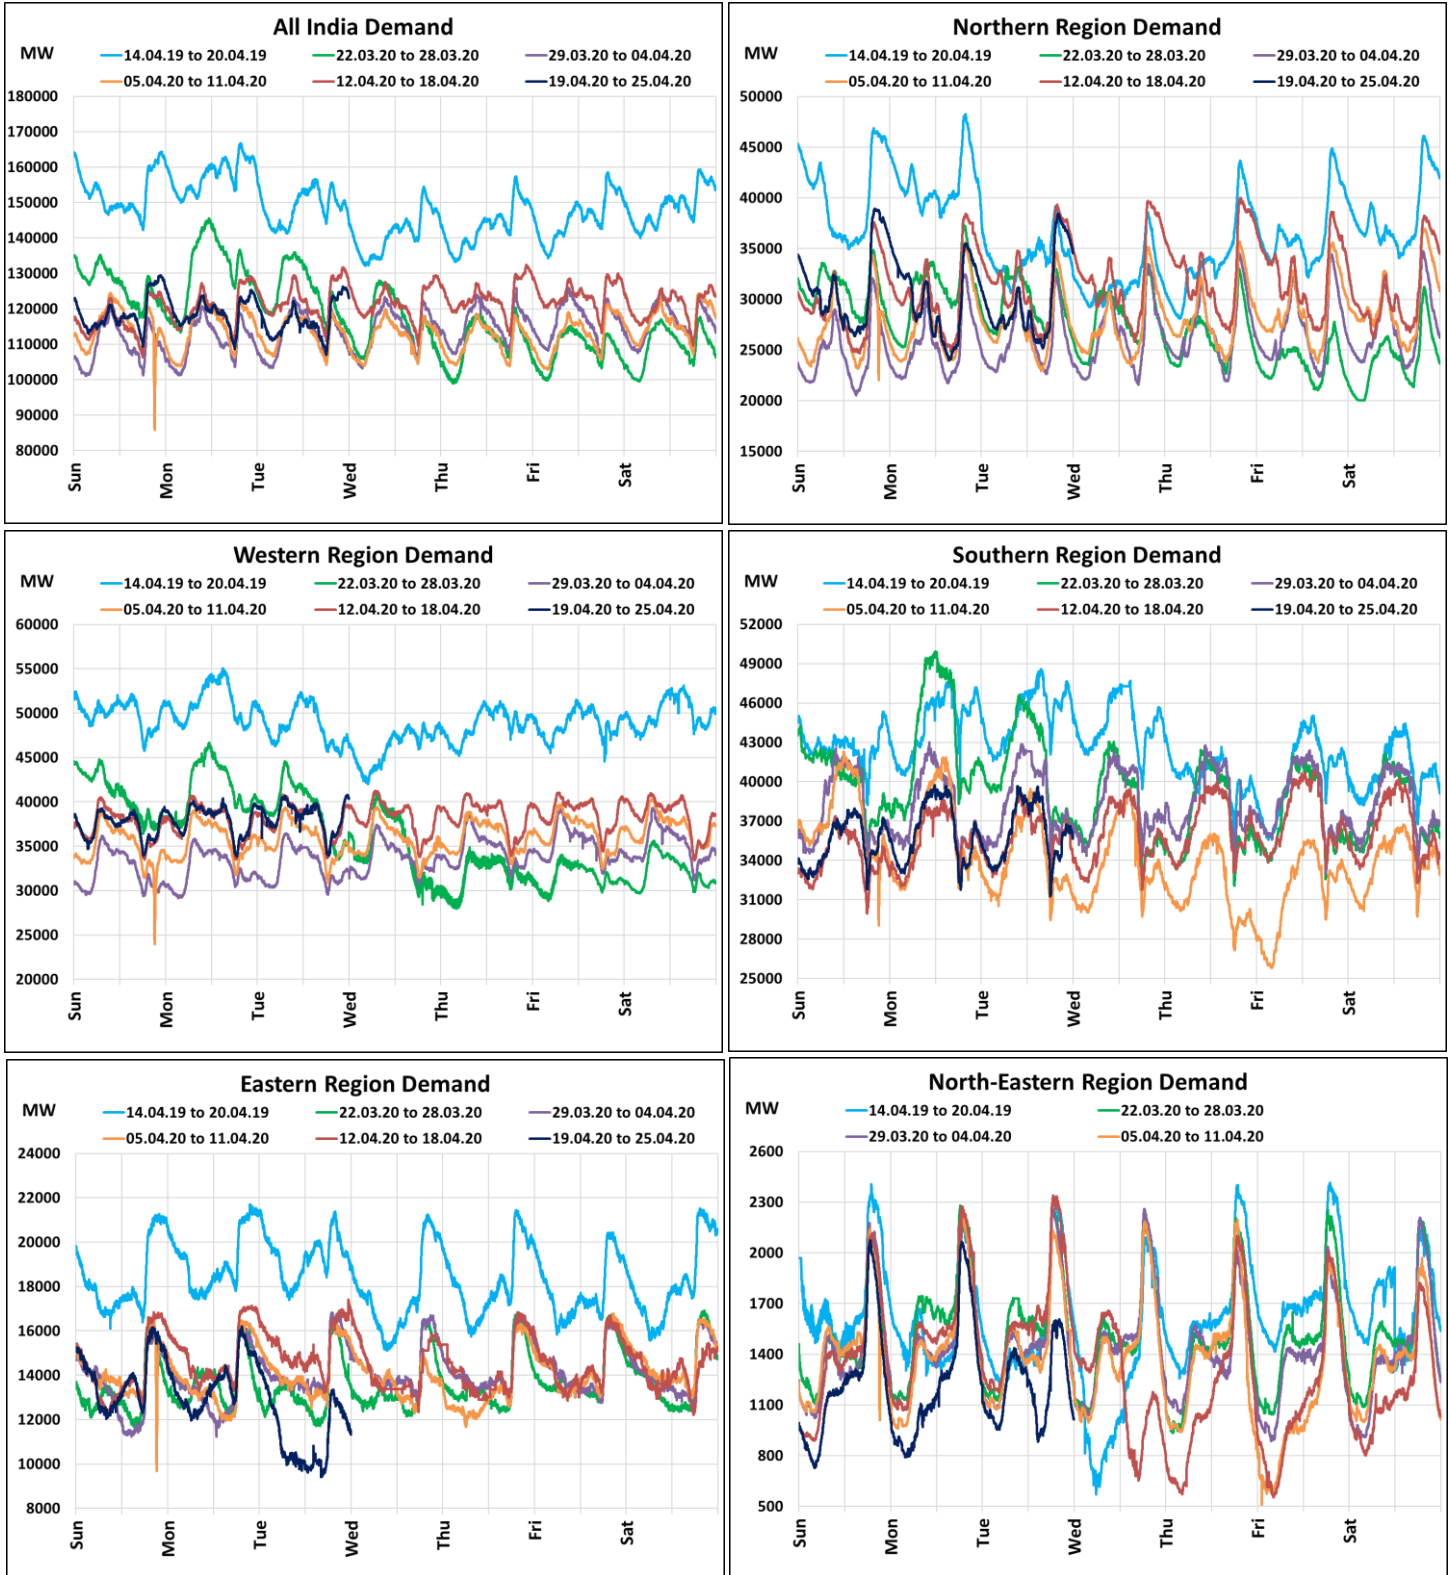 All India Demand
MW
14.04.19 to 20.04.19 22.03.20 to 28.03.20 29.03.20 to 04.04.20
05.04.20 to 11.04.20 12.04.20 to 18.04.20 19.04.20 to 25.04.20
180000
170000
160000
150000
140000
130000
120000
110000
100000
90000
80000
Sun Mon Tue Wed Thu Fri Sat
Northern Region Demand
MW
14.04.19 to 20.04.19 22.03.20 to 28.03.20 29.03.20 to 04.04.20
05.04.20 to 11.04.20 12.04.20 to 18.04.20 19.04.20 to 25.04.20
50000
45000
40000
35000
30000
25000
20000
15000
Sun Mon Tue Wed Thu Fri Sat
Western Region Demand
MW
14.04.19 to 20.04.19 22.03.20 to 28.03.20 29.03.20 to 04.04.20
05.04.20 to 11.04.20 12.04.20 to 18.04.20 19.04.20 to 25.04.20
60000
55000
50000
45000
40000
35000
30000
25000
20000
Sun Mon Tue Wed Thu Fri Sat
Southern Region Demand
MW
14.04.19 to 20.04.19 22.03.20 to 28.03.20 29.03.20 to 04.04.20
05.04.20 to 11.04.20 12.04.20 to 18.04.20 19.04.20 to 25.04.20
52000
49000
46000
43000
40000
37000
34000
31000
28000
25000
Sun Mon Tue Wed Thu Fri Sat
Eastern Region Demand
MW
14.04.19 to 20.04.19 22.03.20 to 28.03.20 29.03.20 to 04.04.20
05.04.20 to 11.04.20 12.04.20 to 18.04.20 19.04.20 to 25.04.20
24000
22000
20000
18000
16000
14000
12000
10000
8000
Sun Mon Tue Wed Thu Fri Sat
North-Eastern Region Demand
MW
14.04.19 to 20.04.19 22.03.20 to 28.03.20
29.03.20 to 04.04.20 05.04.20 to 11.04.20
2600
2300
2000
1700
1400
1100
800
500
Sun Mon Tue Wed Thu Fri Sat